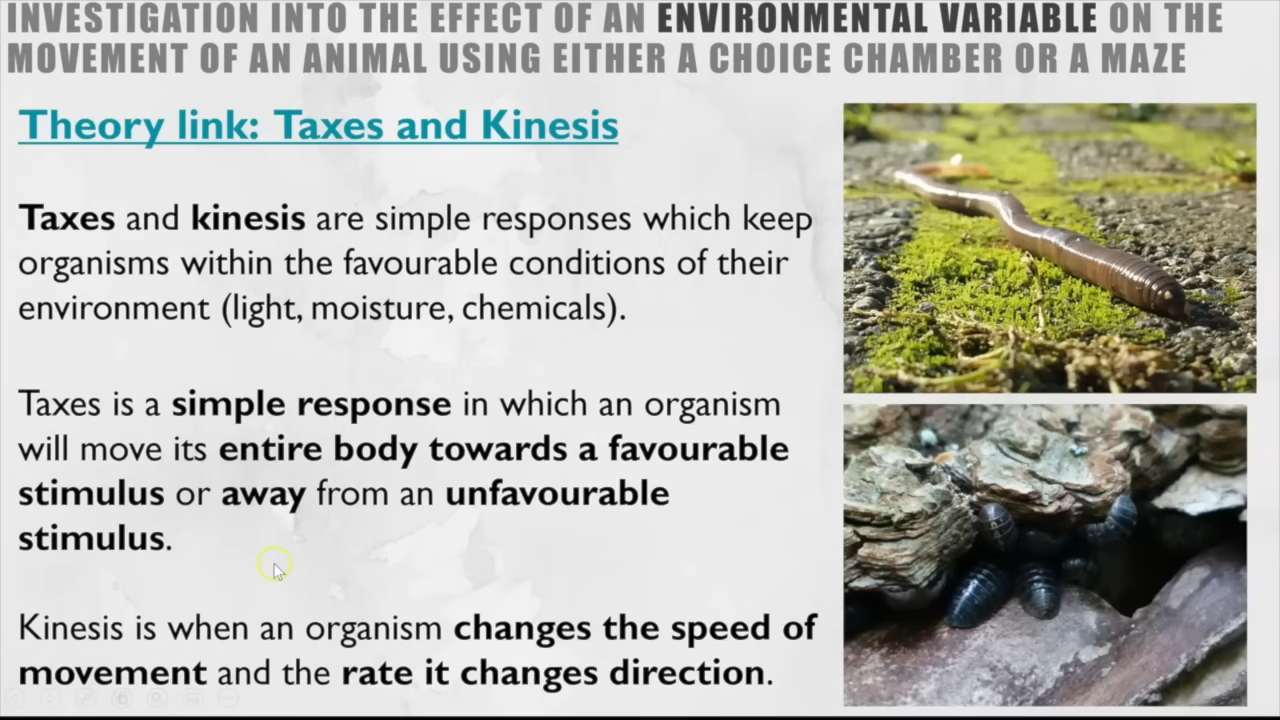 INVESTIGATION INTO THE EFFECT OF AN ENVIRONMENTAL VARIABLE ON THE
MOVEMENT OF AN ANIMAL USING EITHER A CHOICE CHAMBER OR A MAZE
Theory link: Taxes and Kinesis
Taxes and kinesis are simple responses which keep
organisms within the favourable conditions of their
environment (light, moisture, chemicals).
Taxes is a simple response in which an organism
will move its entire body towards a favourable
stimulus or away from an unfavourable
stimulus.
Kinesis is when an organism changes the speed of
movement and the rate it changes direction.